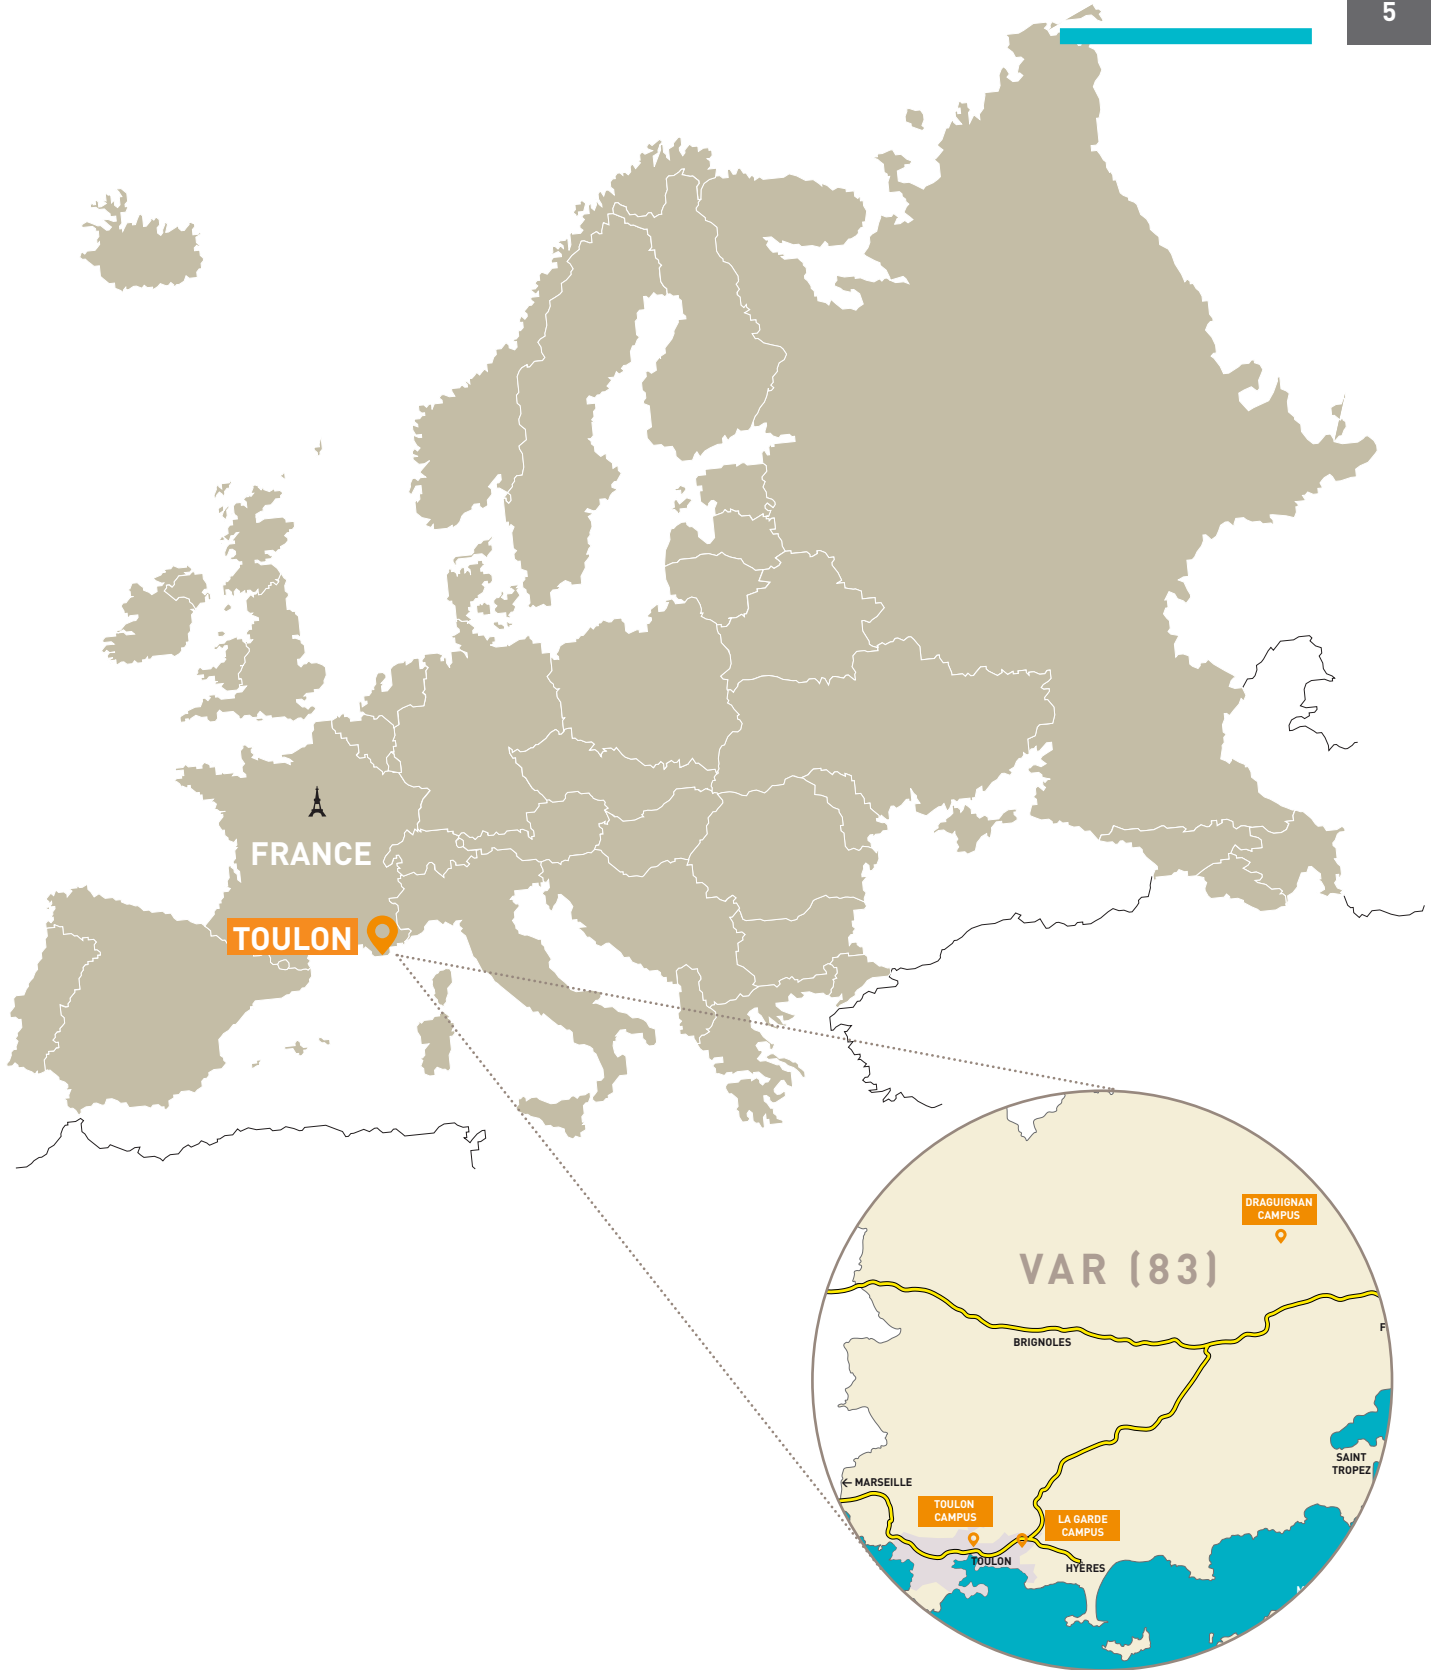 5
FRANCE
TOULON
DRAGUIGNAN
CAMPUS
VAR (83)
F
BRIGNOLES
SAINT
TROPEZ
← MARSEILLE
TOULON
CAMPUS
LA GARDE
CAMPUS
TOULON
HYÈRES